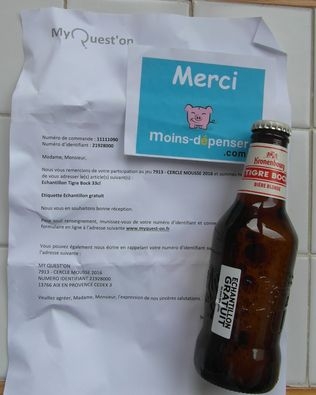 My Quest'on
Merci
moins-dépenser
.com
Numéro de commande : 11111090
Numéro d'identifiant : 21928000
Madame, Monsieur,
Nous vous remercions de votre participation au jeu 7913 - CERCLE MOUSSE 2016 et sommes
de vous adresser le(s) article(s) suivant(s) :
Echantillon Tigre Bock 33cl
Etiquette Echantillon gratuit
Nous vous en souhaitons bonne réception.
Pour tout renseignement, munissez-vous de votre numéro d'identifiant et
formulaire en ligne à l'adresse suivante : www.myquest-on.fr
Vous pouvez également nous écrire en rappelant votre numéro d'identifiant
l'adresse suivante :
MY QUEST'ON
7913 - CERCLE MOUSSE 2016
NUMERO IDENTIFIANT 21928000
13766 AIX EN PROVENCE CEDEX 3
Veuillez agréer, Madame, Monsieur, l'expression de nos sincères salutations.
Kronenbourg
TIGRE BOCK
BIÈRE BLONDE
ECHANTILLON
GRATUIT